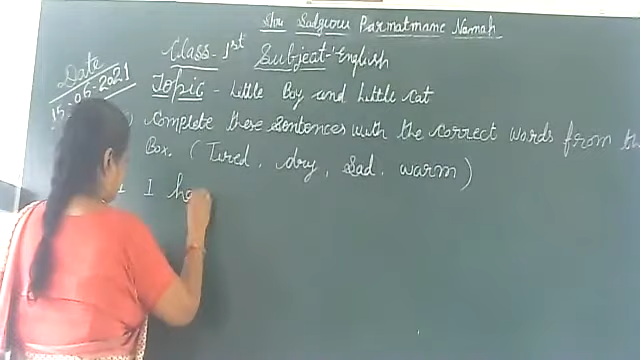 Shri Sadguru Parmatmane Namah
Class-1st Subject-English
Date
15-06-2021
Topic - Little Boy and Little Cat
Complete these sentences with the correct words from the
Box. (Tired, dry, Sad, warm)
I ha